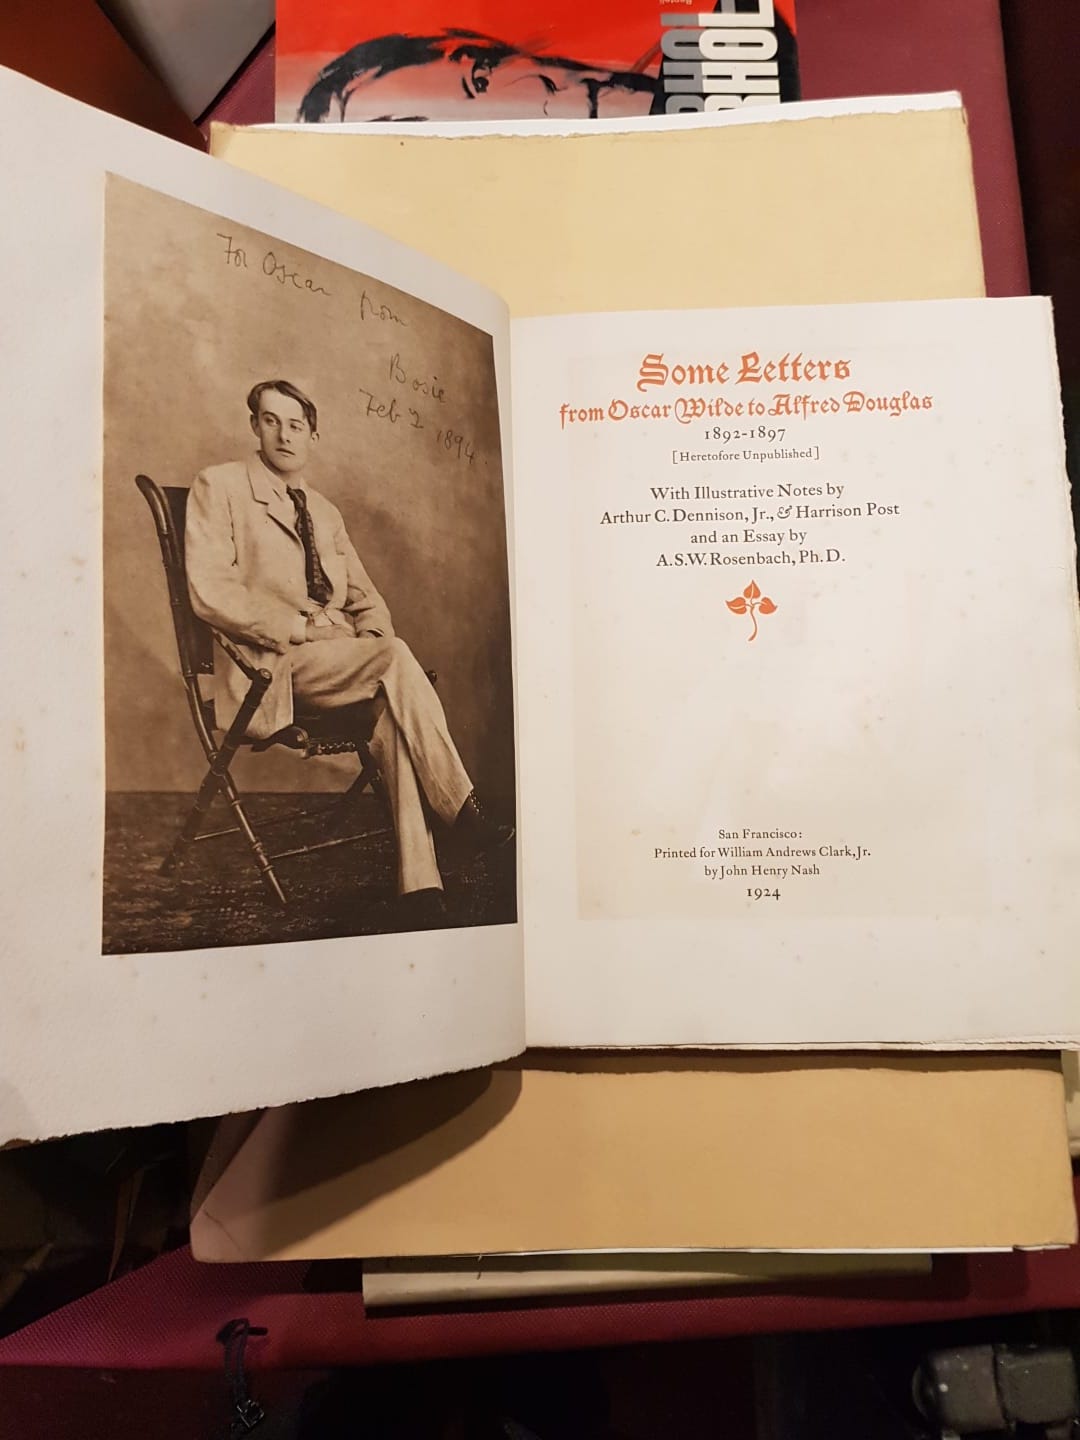 RHOL
RHOL
For Oscar from
Bosie
Feb 2 1894.
Some Letters
from Oscar Wilde to Alfred Douglas
1892-1897
[Heretofore Unpublished]
With Illustrative Notes by
Arthur C. Dennison, Jr., & Harrison Post
and an Essay by
A.S.W. Rosenbach, Ph.D.
San Francisco:
Printed for William Andrews Clark, Jr.
by John Henry Nash
1924